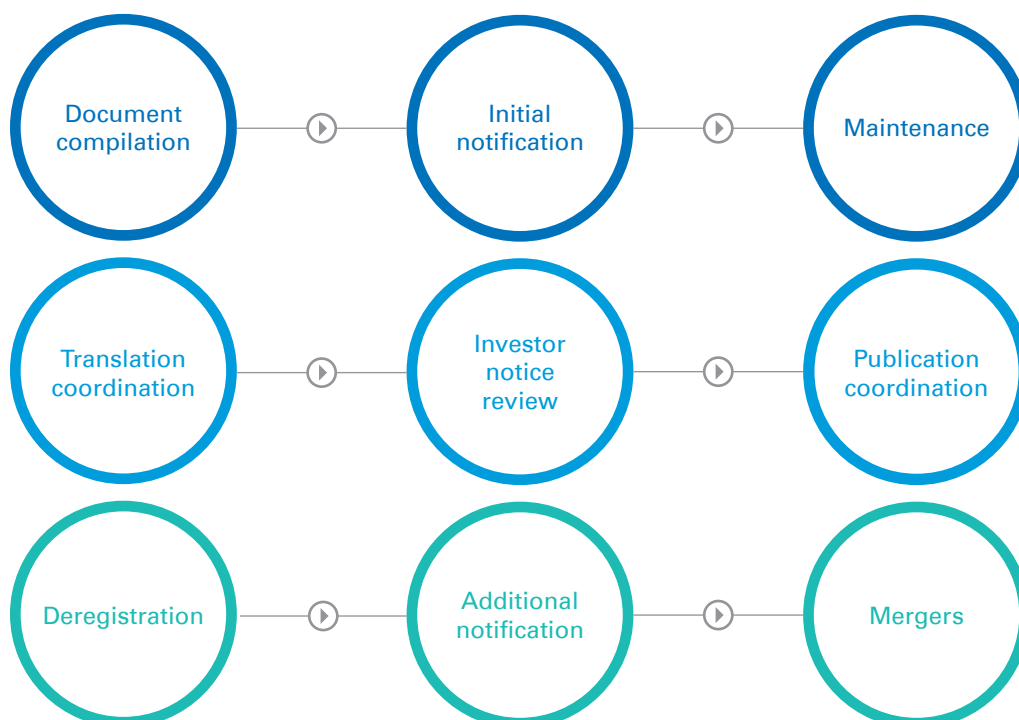 Document
compilation
Initial
notification
Maintenance
Translation
coordination
Investor
notice
review
Publication
coordination
Deregistration
Additional
notification
Mergers